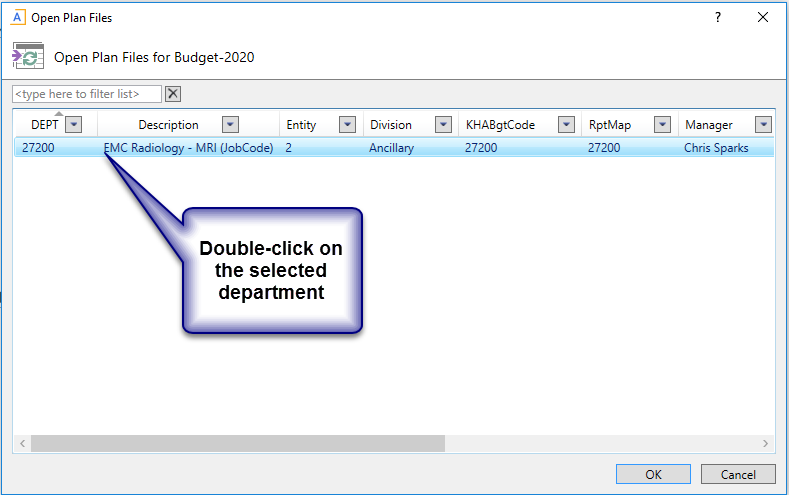 Open Plan Files
?
Open Plan Files for Budget-2020
<type here to filter list>
DEPT Description Entity Division KHABgtCode RptMap Manager
27200 EMC Radiology - MRI (JobCode) 2 Ancillary 27200 27200 Chris Sparks
Double-click on
the selected
department
OK Cancel